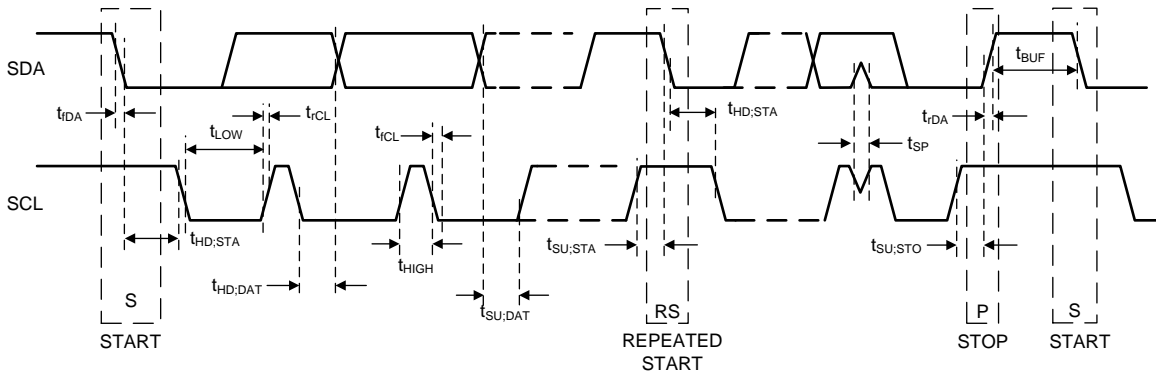 SDA
tfDA
tLOW
trCL
tfCL
tHD;STA
tSP
trDA
tBUF
SCL
tHD;STA
tHD;DAT
tHIGH
tSU;DAT
tSU;STA
tSU;STO
S
RS
P
S
START
REPEATED
START
STOP
START